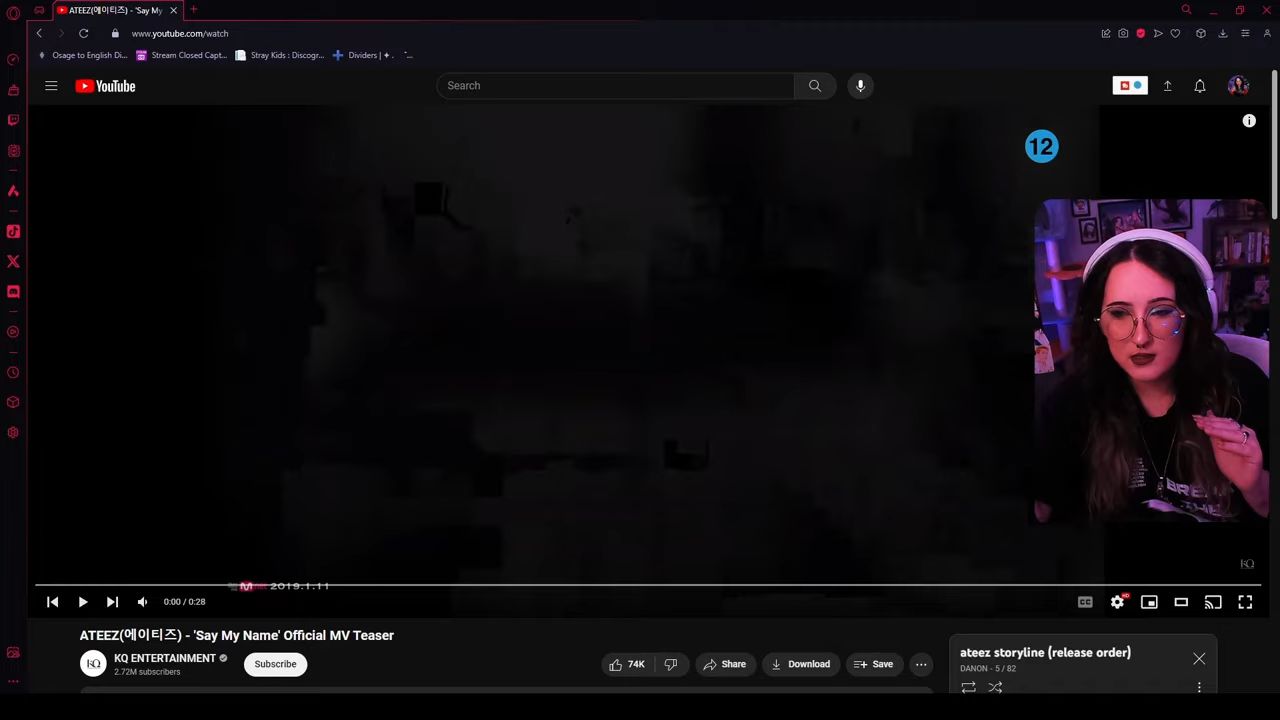 ATEEZ(에이티즈) - 'Say My
www.youtube.com/watch
Osage to English Di...
Stream Closed Capt...
Stray Kids : Discogr...
Dividers | ✦ .
YouTube
Search
12
2019.1.11
0:00 / 0:28
CC
HD
ATEEZ(에이티즈) - 'Say My Name' Official MV Teaser
KQ ENTERTAINMENT
2.72M subscribers
Subscribe
74K
Share
Download
Save
ateez storyline (release order)
DANON - 5 / 82